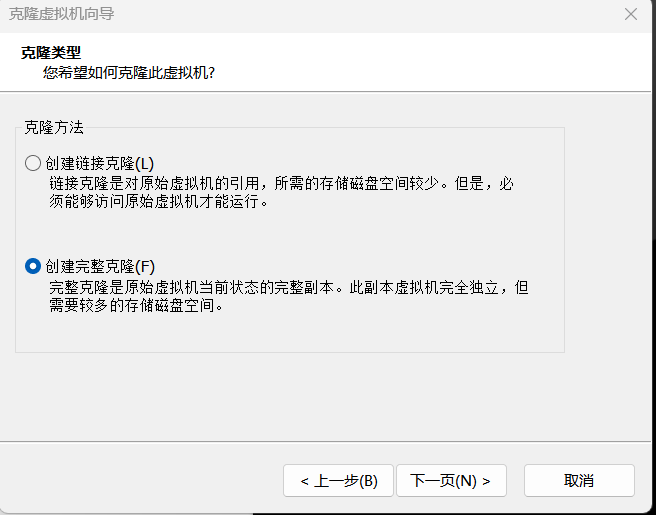 克隆虚拟机向导
克隆类型
您希望如何克隆此虚拟机?
克隆方法
创建链接克隆(L)
链接克隆是对原始虚拟机的引用，所需的存储磁盘空间较少。但是，必
须能够访问原始虚拟机才能运行。
创建完整克隆(F)
完整克隆是原始虚拟机当前状态的完整副本。此副本虚拟机完全独立，但
需要较多的存储磁盘空间。
< 上一步(B) 下一页(N) > 取消